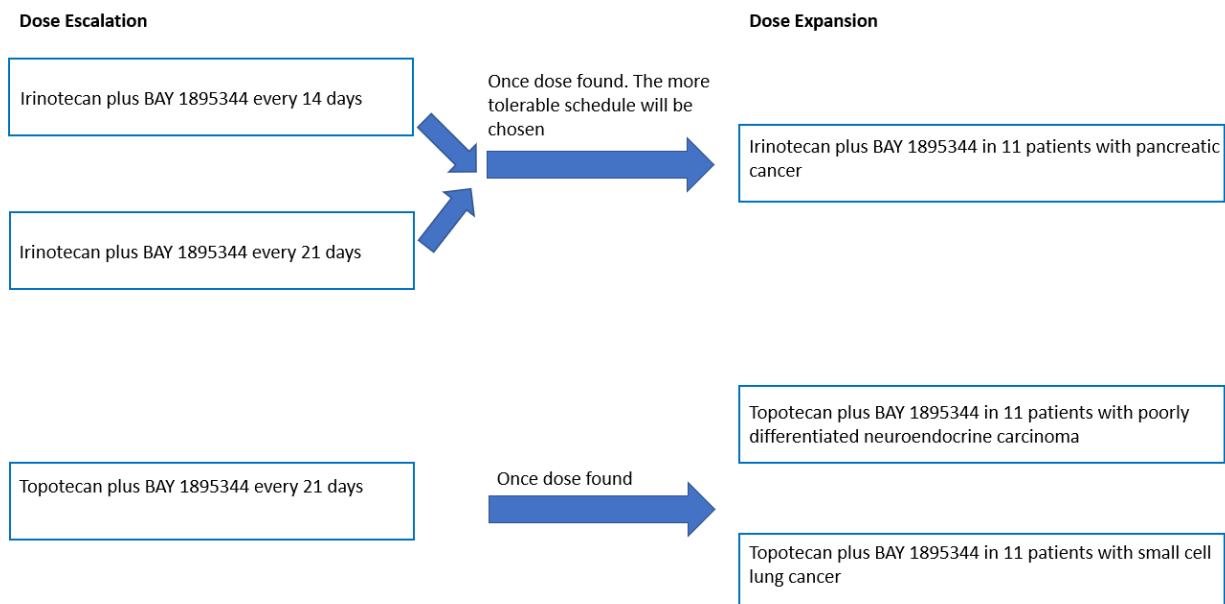 Dose Escalation
Dose Expansion
Irinotecan plus BAY 1895344 every 14 days
Once dose found. The more
tolerable schedule will be
chosen
Irinotecan plus BAY 1895344 in 11 patients with pancreatic
cancer
Irinotecan plus BAY 1895344 every 21 days
Topotecan plus BAY 1895344 in 11 patients with poorly
differentiated neuroendocrine carcinoma
Topotecan plus BAY 1895344 every 21 days
Once dose found
Topotecan plus BAY 1895344 in 11 patients with small cell
lung cancer